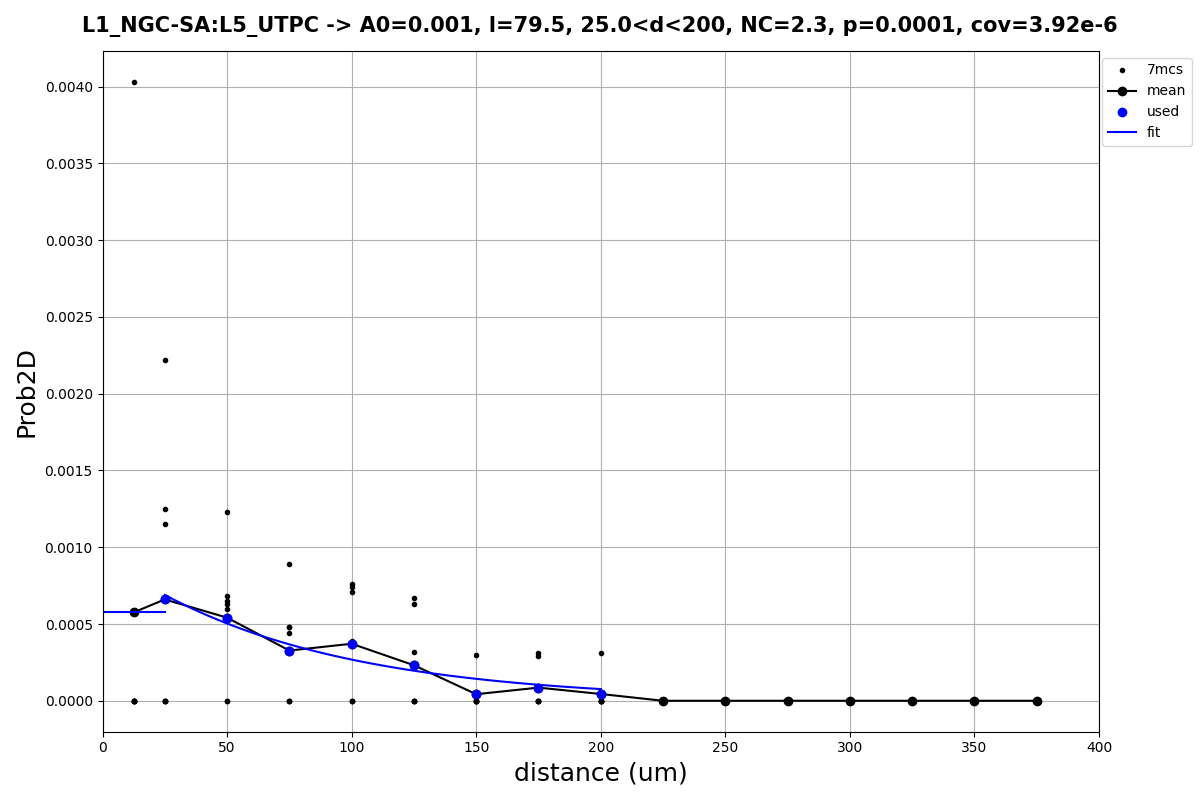 L1_NGC-SA:L5_UTPC -> A0=0.001, l=79.5, 25.0<d<200, NC=2.3, p=0.0001, cov=3.92e-6
7mcs
mean
used
fit
Prob2D
0.0040
0.0035
0.0030
0.0025
0.0020
0.0015
0.0010
0.0005
0.0000
0 50 100 150 200 250 300 350 400
distance (um)